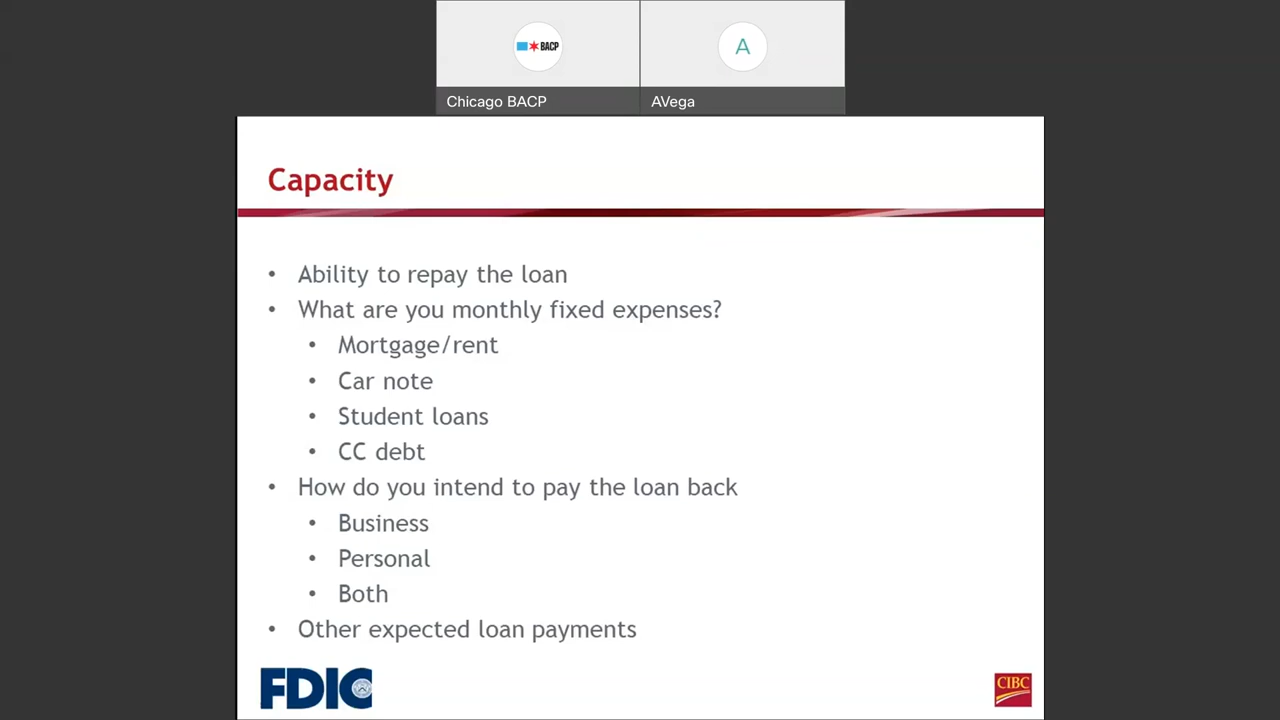 BACP
A
Chicago BACP
AVega
Capacity
• Ability to repay the loan
• What are you monthly fixed expenses?
• Mortgage/rent
• Car note
• Student loans
• CC debt
• How do you intend to pay the loan back
• Business
• Personal
• Both
• Other expected loan payments
FDIC
CIBC